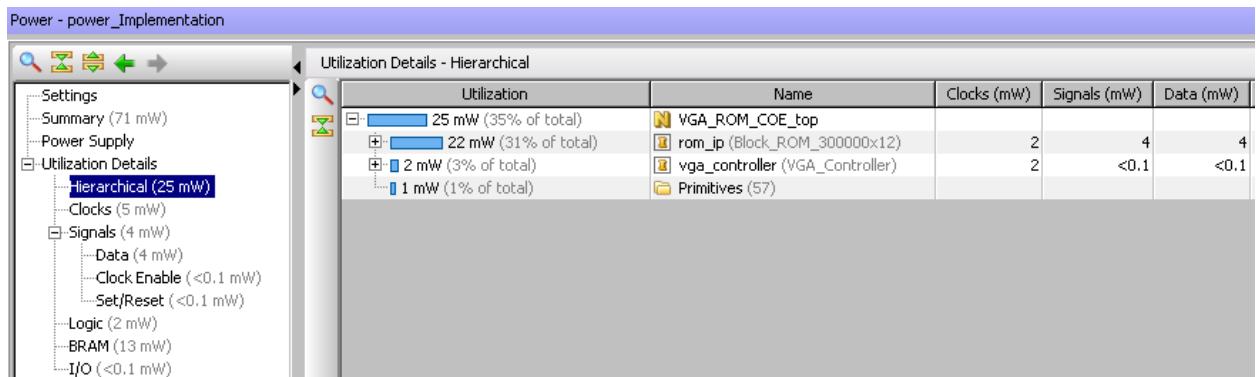 Power - power_Implementation
Settings
Summary (71 mW)
Power Supply
Utilization Details
Hierarchical (25 mW)
Clocks (5 mW)
Signals (4 mW)
Data (4 mW)
Clock Enable (<0.1 mW)
Set/Reset (<0.1 mW)
Logic (2 mW)
BRAM (13 mW)
I/O (<0.1 mW)
Utilization Details - Hierarchical
Utilization Name Clocks (mW) Signals (mW) Data (mW)
25 mW (35% of total) N VGA_ROM_COE_top
22 mW (31% of total) rom_ip (Block_ROM_300000x12) 2 4 4
2 mW (3% of total) vga_controller (VGA_Controller) 2 <0.1 <0.1
1 mW (1% of total) Primitives (57)